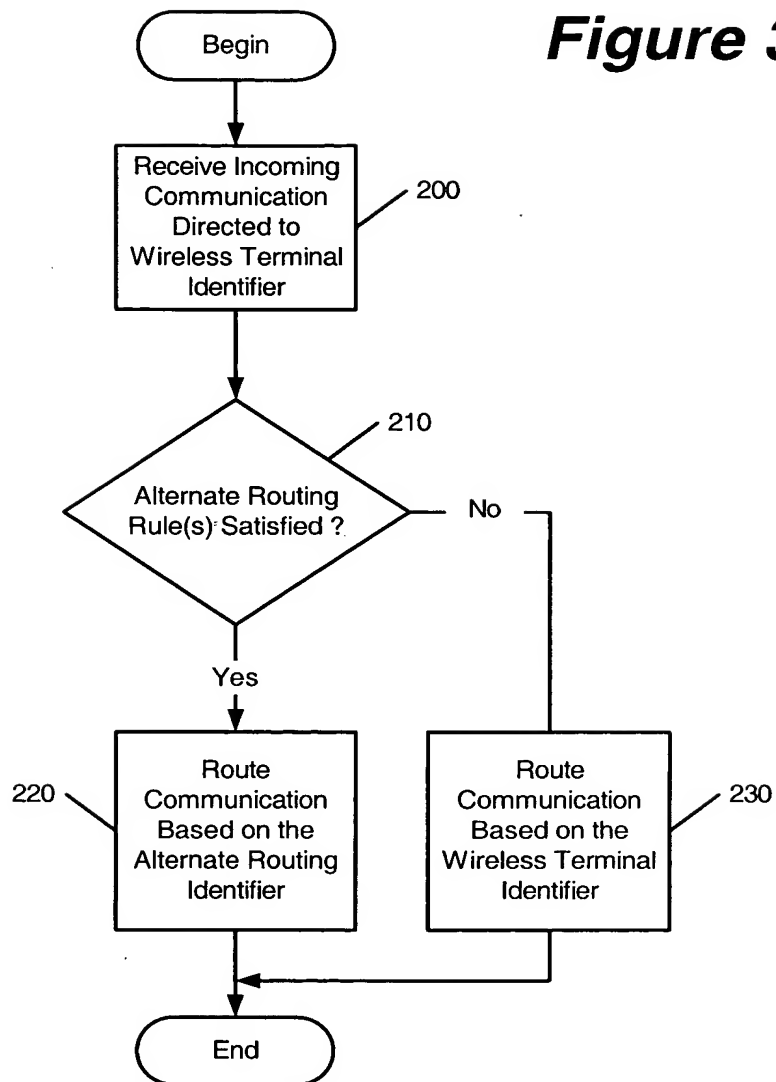 Figure 3
Begin
Receive Incoming
Communication
Directed to
Wireless Terminal
Identifier
200
210
Alternate Routing
Rule(s) Satisfied ?
No
Yes
220
Route
Communication
Based on the
Alternate Routing
Identifier
Route
Communication
Based on the
Wireless Terminal
Identifier
230
End